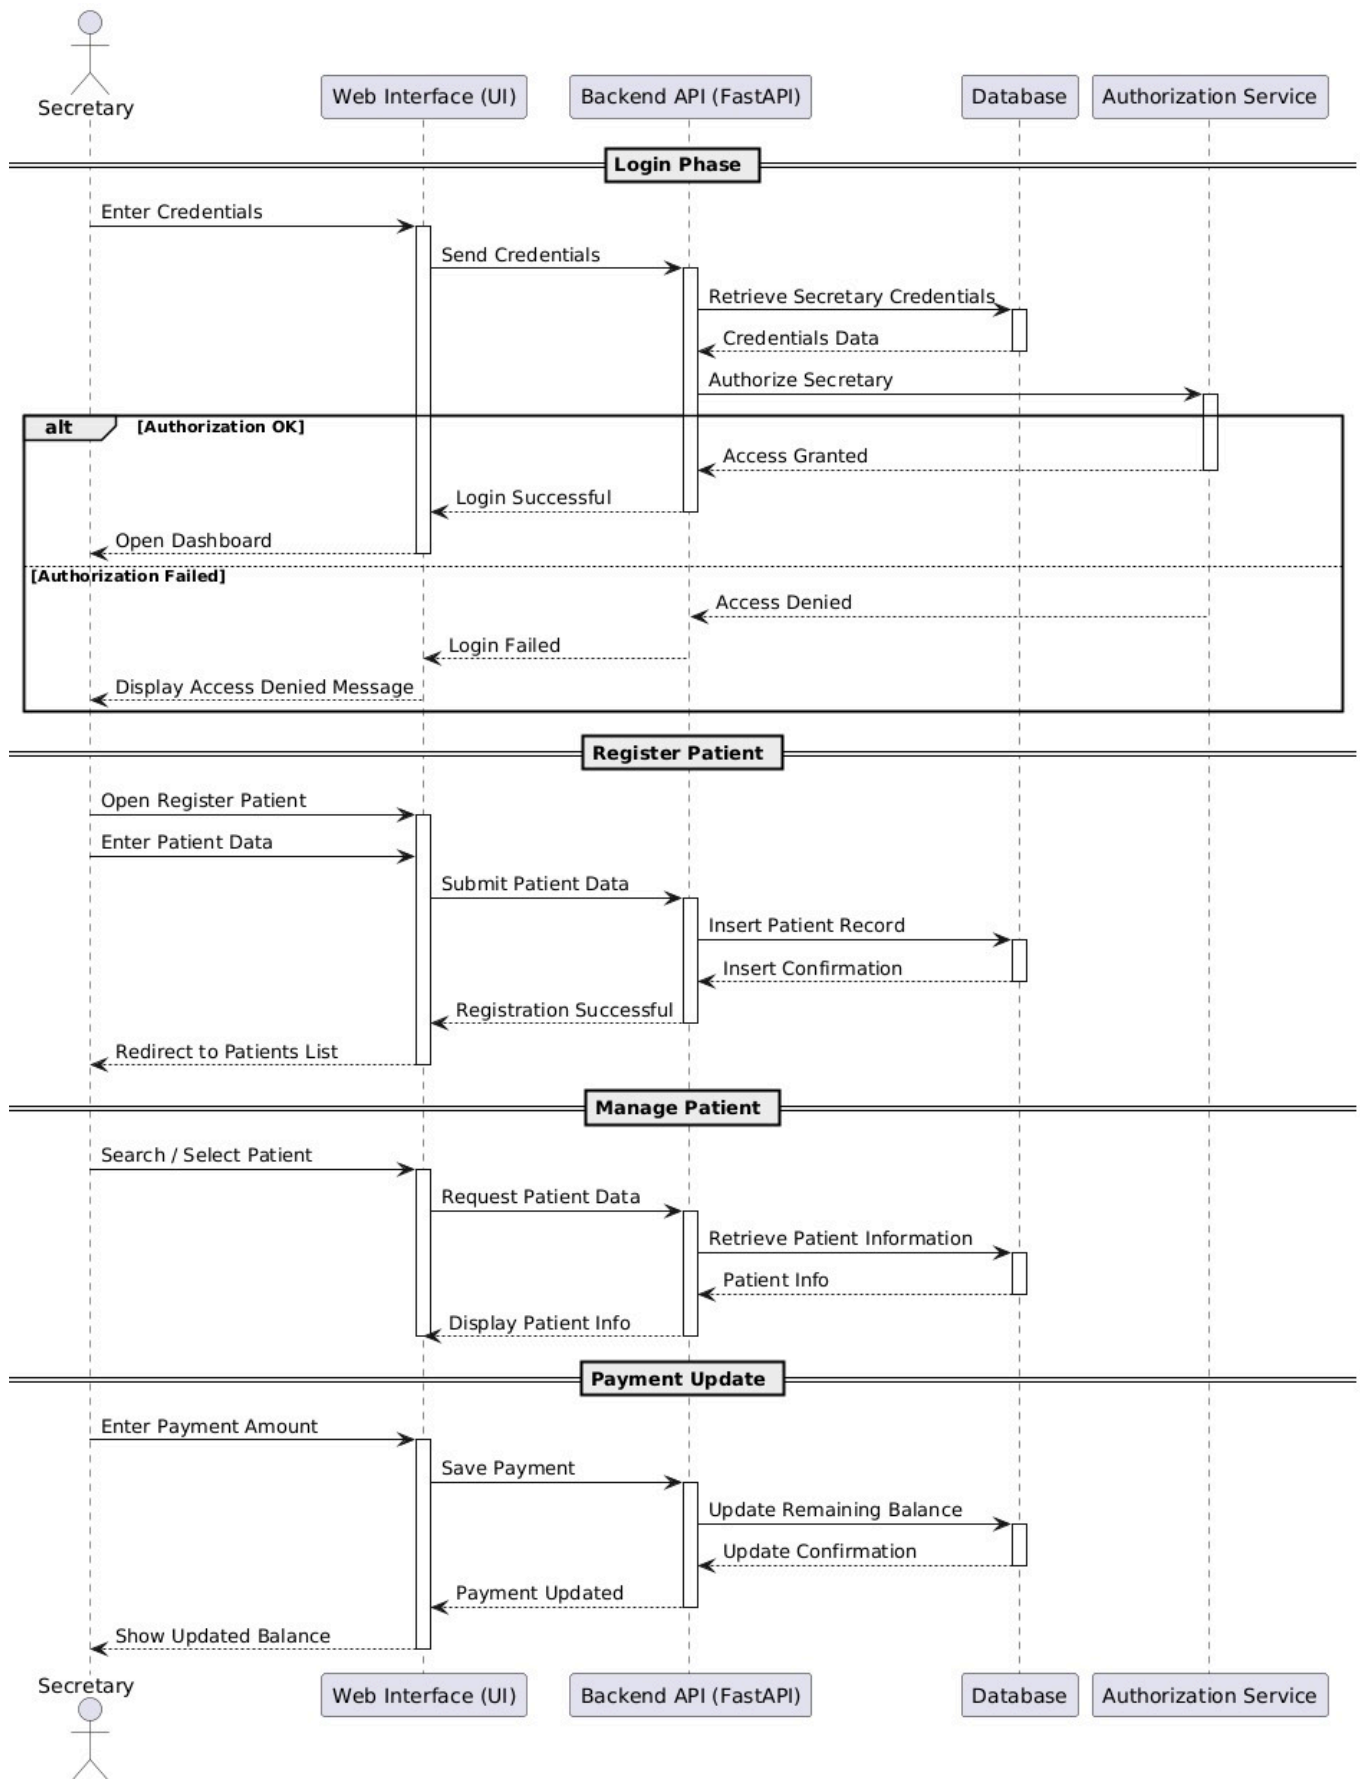 Secretary
Web Interface (UI)
Backend API (FastAPI)
Database
Authorization Service
Login Phase
Enter Credentials
Send Credentials
Retrieve Secretary Credentials
Credentials Data
Authorize Secretary
alt
[Authorization OK]
Access Granted
Login Successful
Open Dashboard
[Authorization Failed]
Access Denied
Login Failed
Display Access Denied Message
Register Patient
Open Register Patient
Enter Patient Data
Submit Patient Data
Insert Patient Record
Insert Confirmation
Registration Successful
Redirect to Patients List
Manage Patient
Search / Select Patient
Request Patient Data
Retrieve Patient Information
Patient Info
Display Patient Info
Payment Update
Enter Payment Amount
Save Payment
Update Remaining Balance
Update Confirmation
Payment Updated
Show Updated Balance
Secretary
Web Interface (UI)
Backend API (FastAPI)
Database
Authorization Service